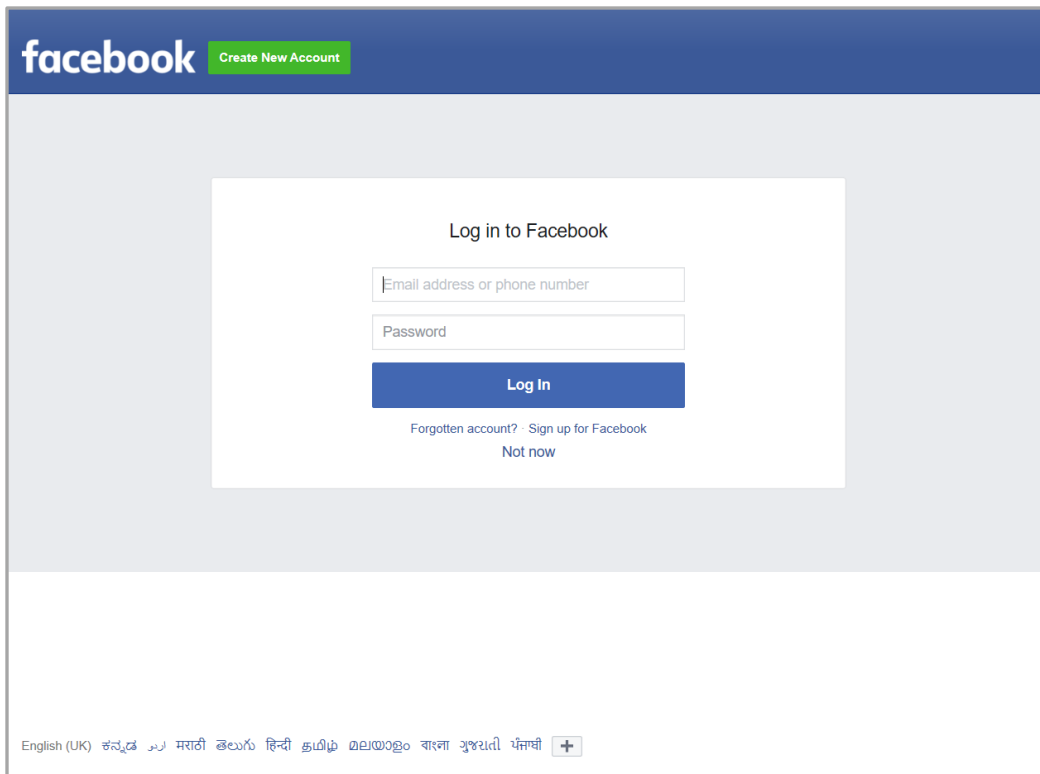 facebook Create New Account
Log in to Facebook
Email address or phone number
Password
Log In
Forgotten account? · Sign up for Facebook
Not now
English (UK) ಕನ್ನಡ اردو मराठी తెలుగు हिन्दी தமிழ் മലയാളം বাংলা ગુજરાતી ਪੰਜਾਬੀ +